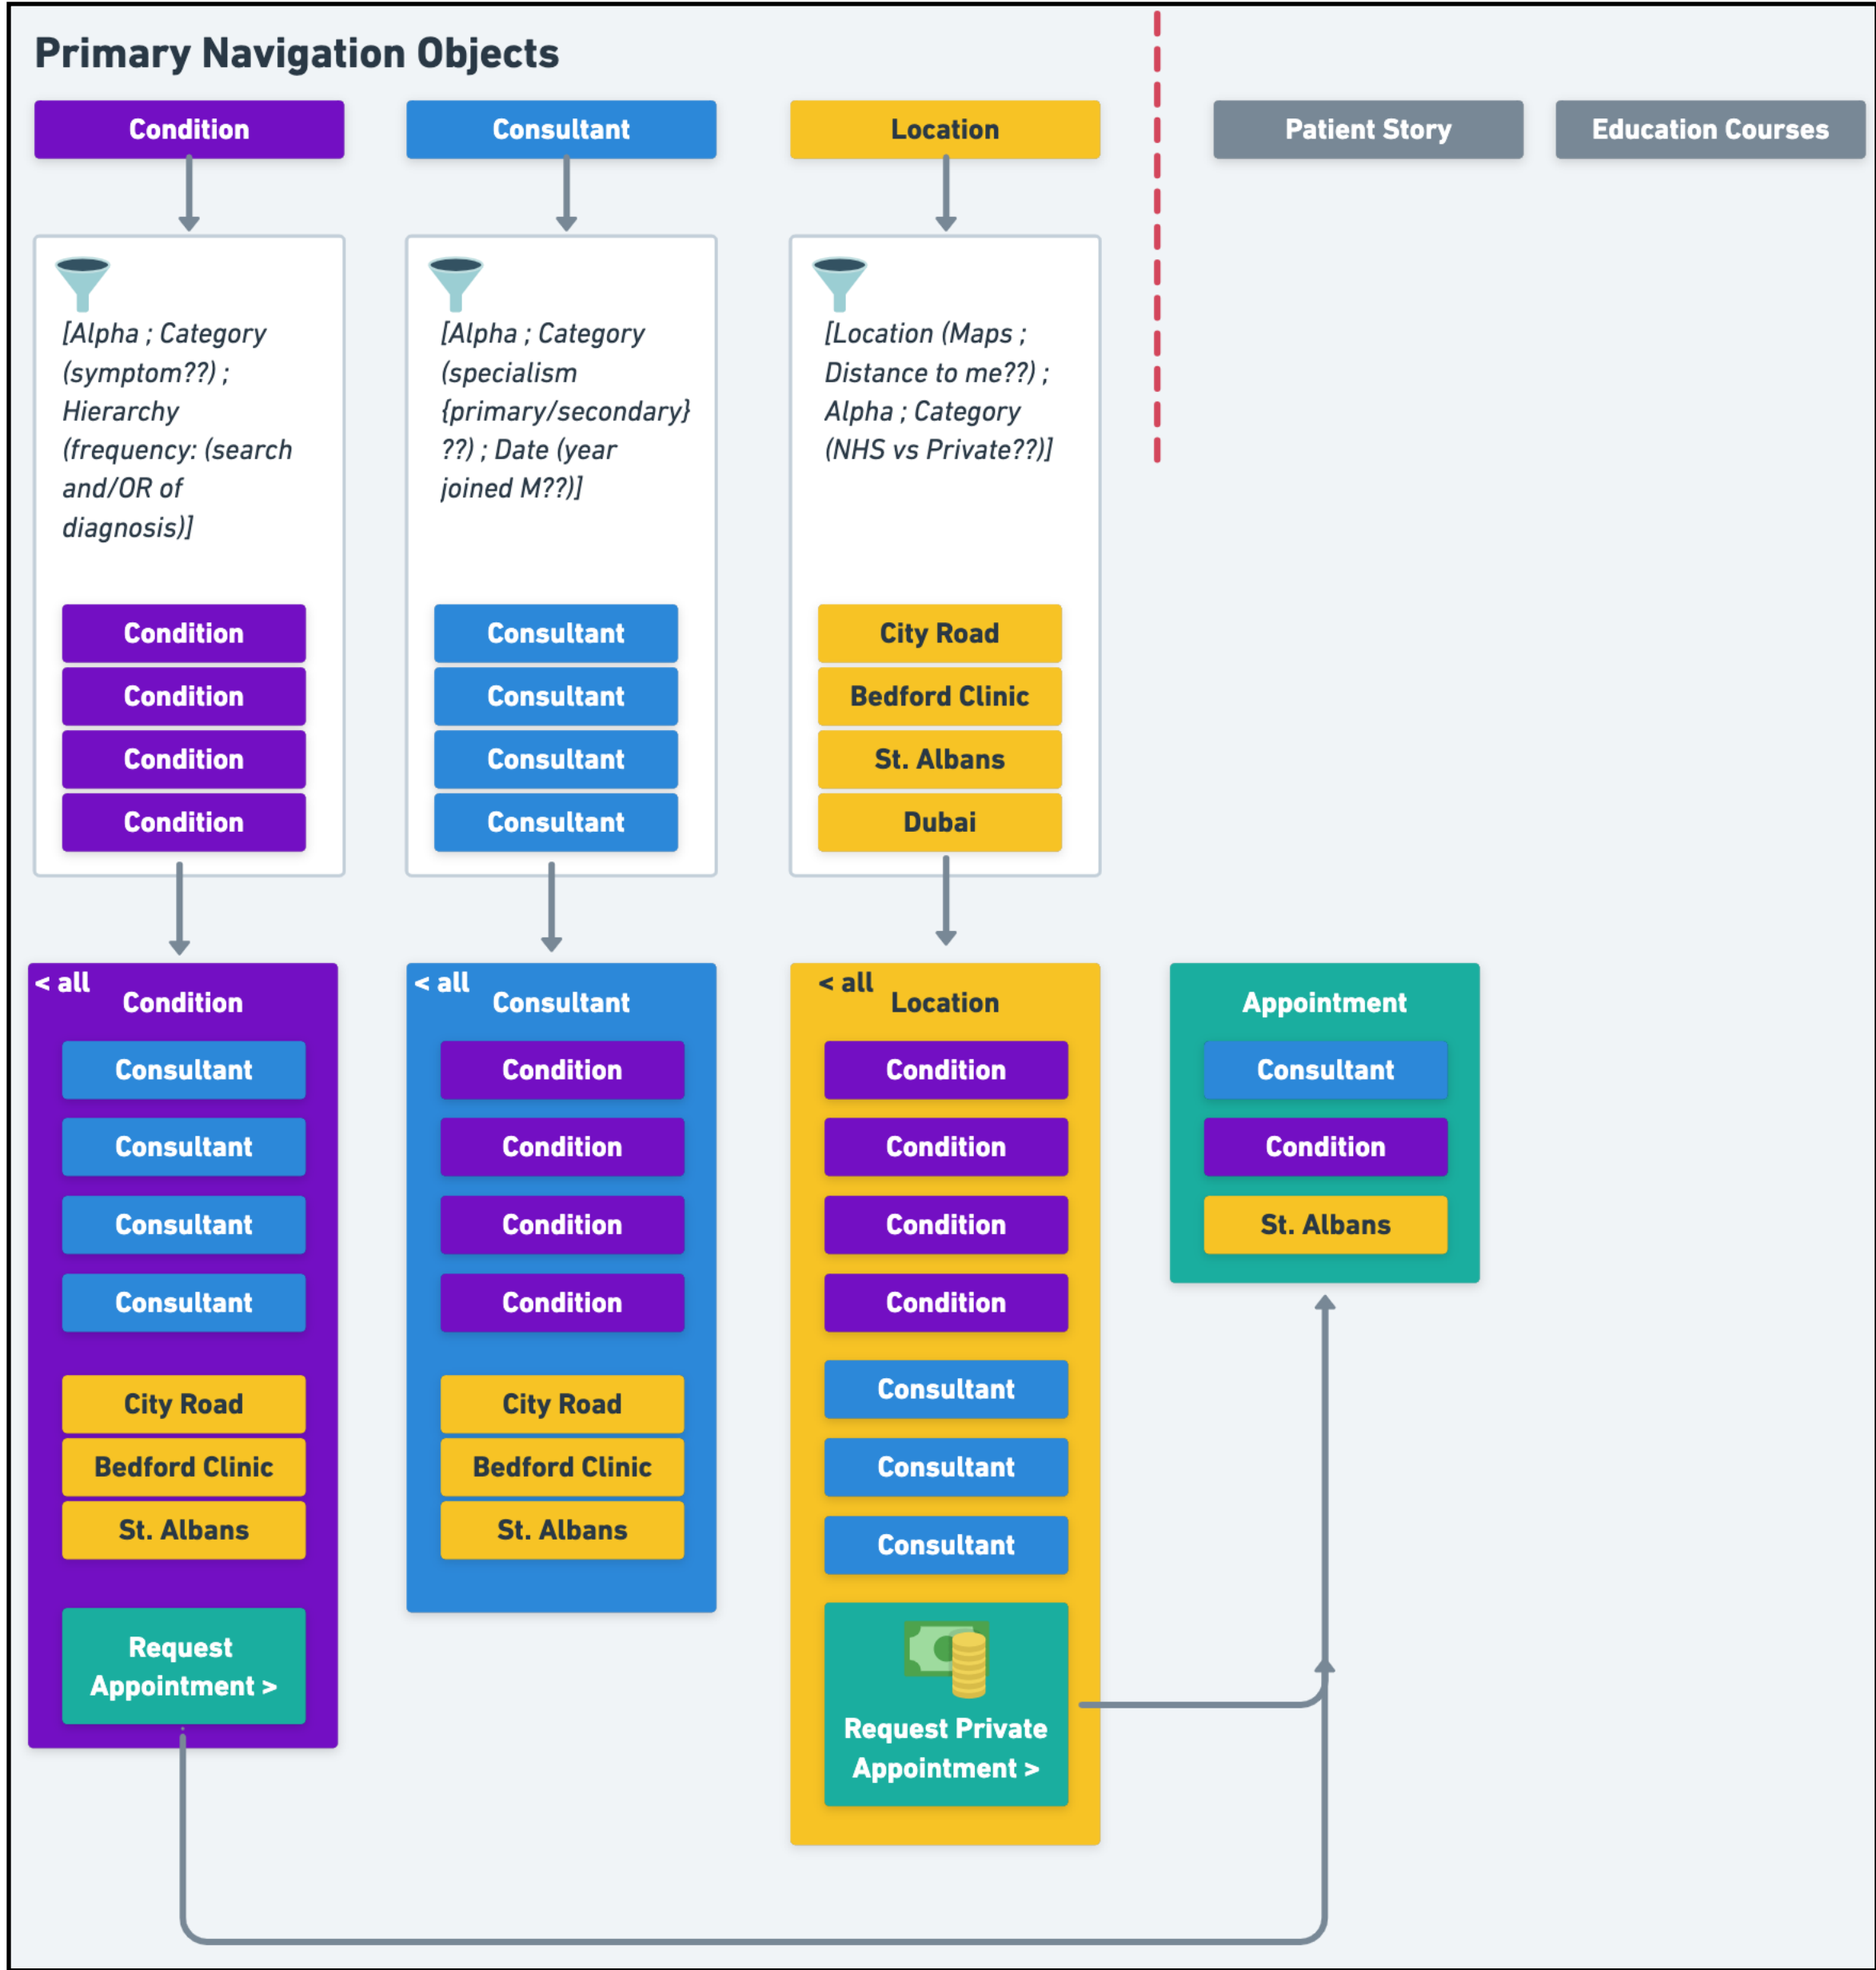 Primary Navigation Objects
Condition
Consultant
Location
Patient Story
Education Courses
[Alpha ; Category
(symptom??) ;
Hierarchy
(frequency: (search
and/OR of
diagnosis)]
Condition
Condition
Condition
Condition
[Alpha ; Category
(specialism
{primary/secondary}
??) ; Date (year
joined M??)]
Consultant
Consultant
Consultant
Consultant
[Location (Maps ;
Distance to me??) ;
Alpha ; Category
(NHS vs Private??)]
City Road
Bedford Clinic
St. Albans
Dubai
< all
Condition
Consultant
Consultant
Consultant
Consultant
City Road
Bedford Clinic
St. Albans
Request
Appointment >
< all
Consultant
Condition
Condition
Condition
Condition
City Road
Bedford Clinic
St. Albans
< all
Location
Condition
Condition
Condition
Condition
Consultant
Consultant
Consultant
Request Private
Appointment >
Appointment
Consultant
Condition
St. Albans